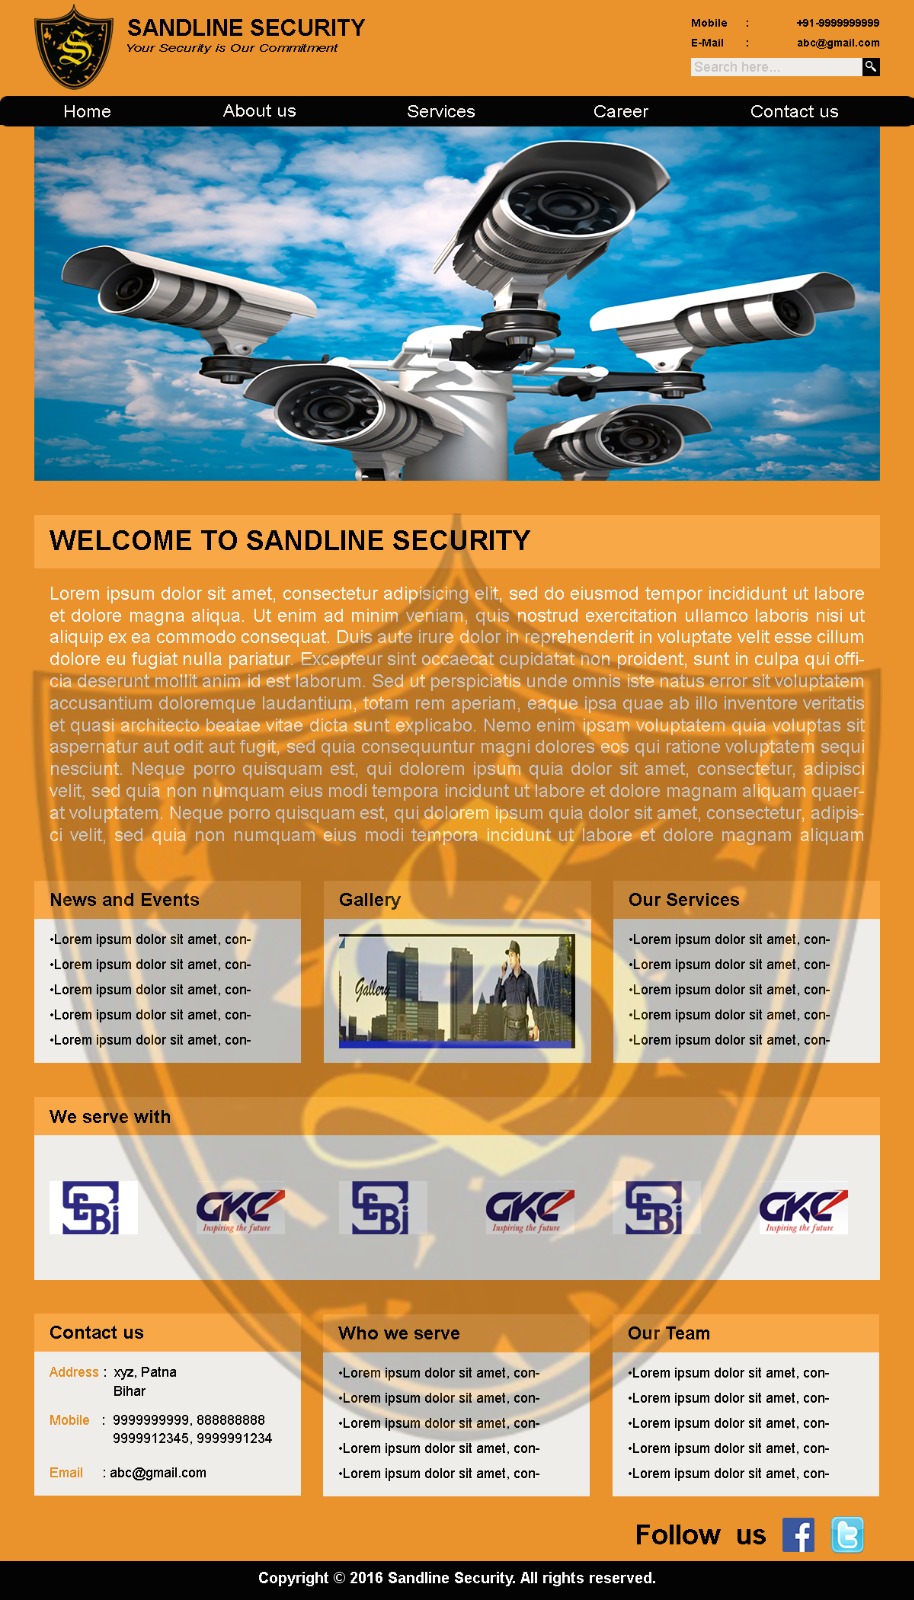 S
SANDLINE SECURITY
Your Security is Our Commitment
Mobile : +91-9999999999
E-Mail : abc@gmail.com
Search here...
Home About us Services Career Contact us
WELCOME TO SANDLINE SECURITY
Lorem ipsum dolor sit amet, consectetur adipisicing elit, sed do eiusmod tempor incididunt ut labore
et dolore magna aliqua. Ut enim ad minim veniam, quis nostrud exercitation ullamco laboris nisi ut
aliquip ex ea commodo consequat. Duis aute irure dolor in reprehenderit in voluptate velit esse cillum
dolore eu fugiat nulla pariatur. Excepteur sint occaecat cupidatat non proident, sunt in culpa qui offi-
cia deserunt mollit anim id est laborum. Sed ut perspiciatis unde omnis iste natus error sit voluptatem
accusantium doloremque laudantium, totam rem aperiam, eaque ipsa quae ab illo inventore veritatis
et quasi architecto beatae vitae dicta sunt explicabo. Nemo enim ipsam voluptatem quia voluptas sit
aspernatur aut odit aut fugit, sed quia consequuntur magni dolores eos qui ratione voluptatem sequi
nesciunt. Neque porro quisquam est, qui dolorem ipsum quia dolor sit amet, consectetur, adipisci
velit, sed quia non numquam eius modi tempora incidunt ut labore et dolore magnam aliquam quaer-
at voluptatem. Neque porro quisquam est, qui dolorem ipsum quia dolor sit amet, consectetur, adipis-
ci velit, sed quia non numquam eius modi tempora incidunt ut labore et dolore magnam aliquam
News and Events
•Lorem ipsum dolor sit amet, con-
•Lorem ipsum dolor sit amet, con-
•Lorem ipsum dolor sit amet, con-
•Lorem ipsum dolor sit amet, con-
•Lorem ipsum dolor sit amet, con-
Gallery
Gallery
Our Services
•Lorem ipsum dolor sit amet, con-
•Lorem ipsum dolor sit amet, con-
•Lorem ipsum dolor sit amet, con-
•Lorem ipsum dolor sit amet, con-
•Lorem ipsum dolor sit amet, con-
We serve with
SEBi GKC SEBi GKC SEBi GKC
Inspiring the future Inspiring the future Inspiring the future
Contact us
Address : xyz, Patna
Bihar
Mobile : 9999999999, 888888888
9999912345, 9999991234
Email : abc@gmail.com
Who we serve
•Lorem ipsum dolor sit amet, con-
•Lorem ipsum dolor sit amet, con-
•Lorem ipsum dolor sit amet, con-
•Lorem ipsum dolor sit amet, con-
•Lorem ipsum dolor sit amet, con-
Our Team
•Lorem ipsum dolor sit amet, con-
•Lorem ipsum dolor sit amet, con-
•Lorem ipsum dolor sit amet, con-
•Lorem ipsum dolor sit amet, con-
•Lorem ipsum dolor sit amet, con-
Follow us f t
Copyright © 2016 Sandline Security. All rights reserved.